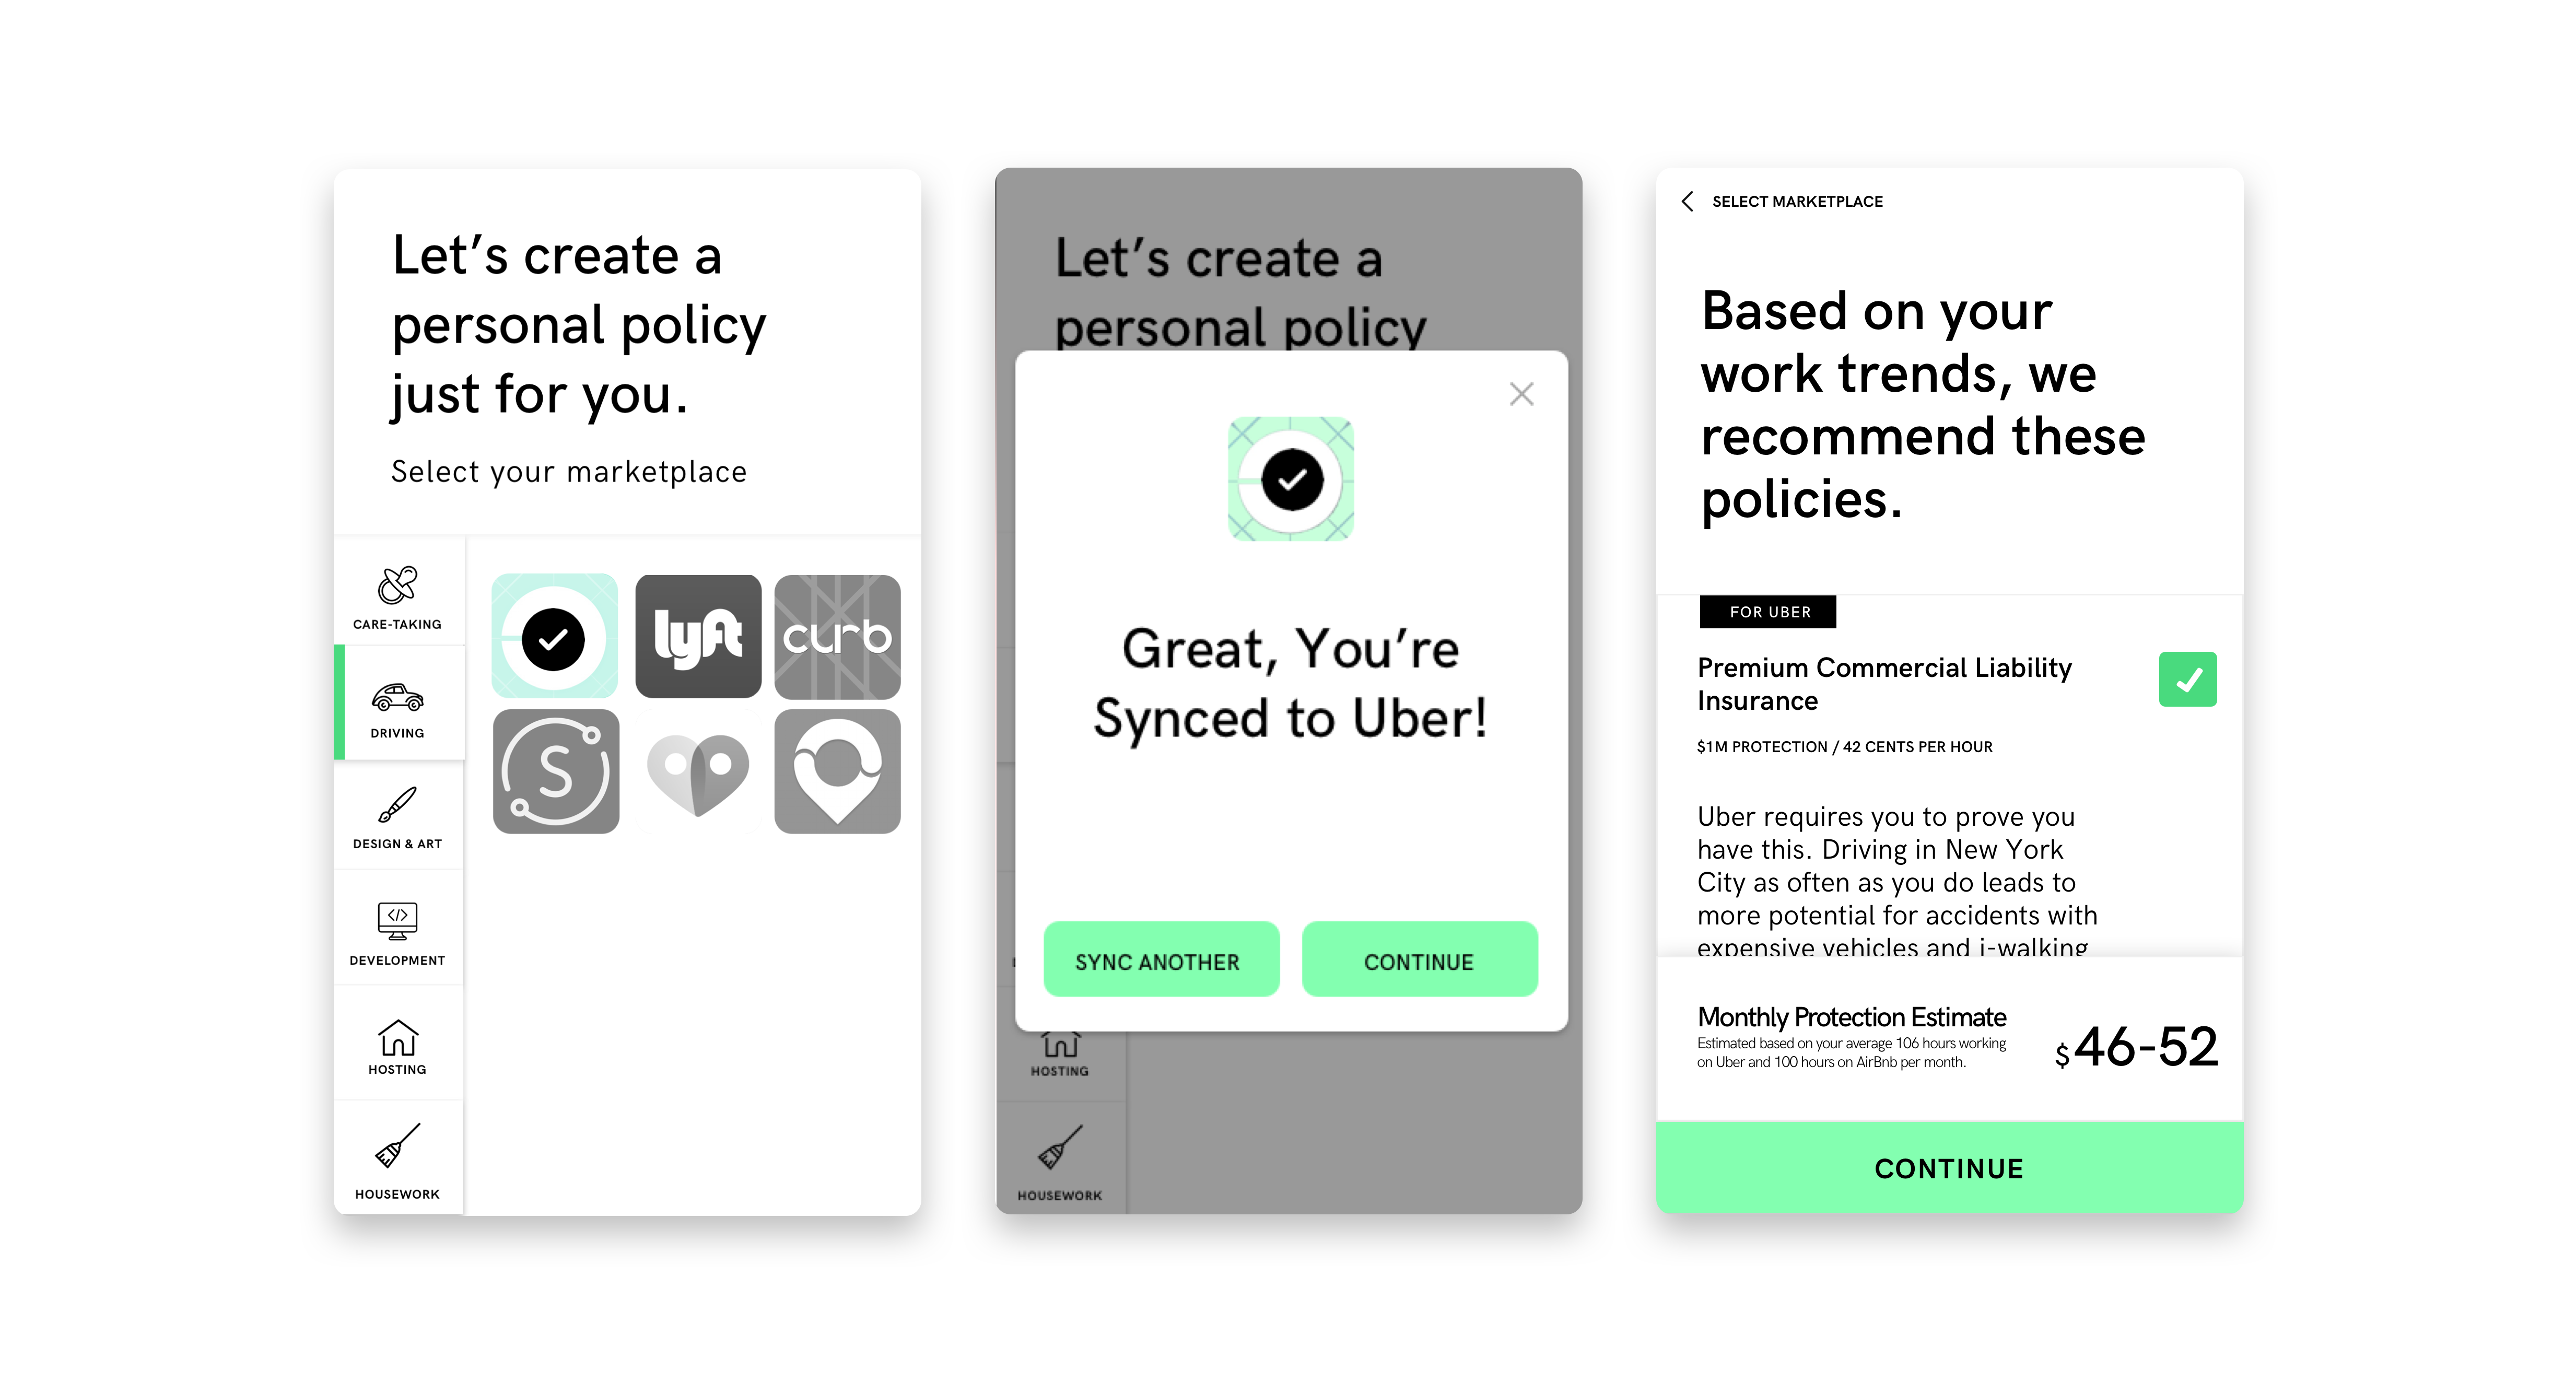 Let’s create a
personal policy
just for you.
Select your marketplace
CARE-TAKING
DRIVING
DESIGN & ART
DEVELOPMENT
HOSTING
HOUSEWORK
lyft
curb
S
Let’s create a
personal policy
Great, You’re
Synced to Uber!
SYNC ANOTHER
CONTINUE
HOSTING
HOUSEWORK
SELECT MARKETPLACE
Based on your
work trends, we
recommend these
policies.
FOR UBER
Premium Commercial Liability
Insurance
$1M PROTECTION / 42 CENTS PER HOUR
Uber requires you to prove you
have this. Driving in New York
City as often as you do leads to
more potential for accidents with
expensive vehicles and j-walking
Monthly Protection Estimate
Estimated based on your average 106 hours working
on Uber and 100 hours on AirBnb per month.
$46-52
CONTINUE